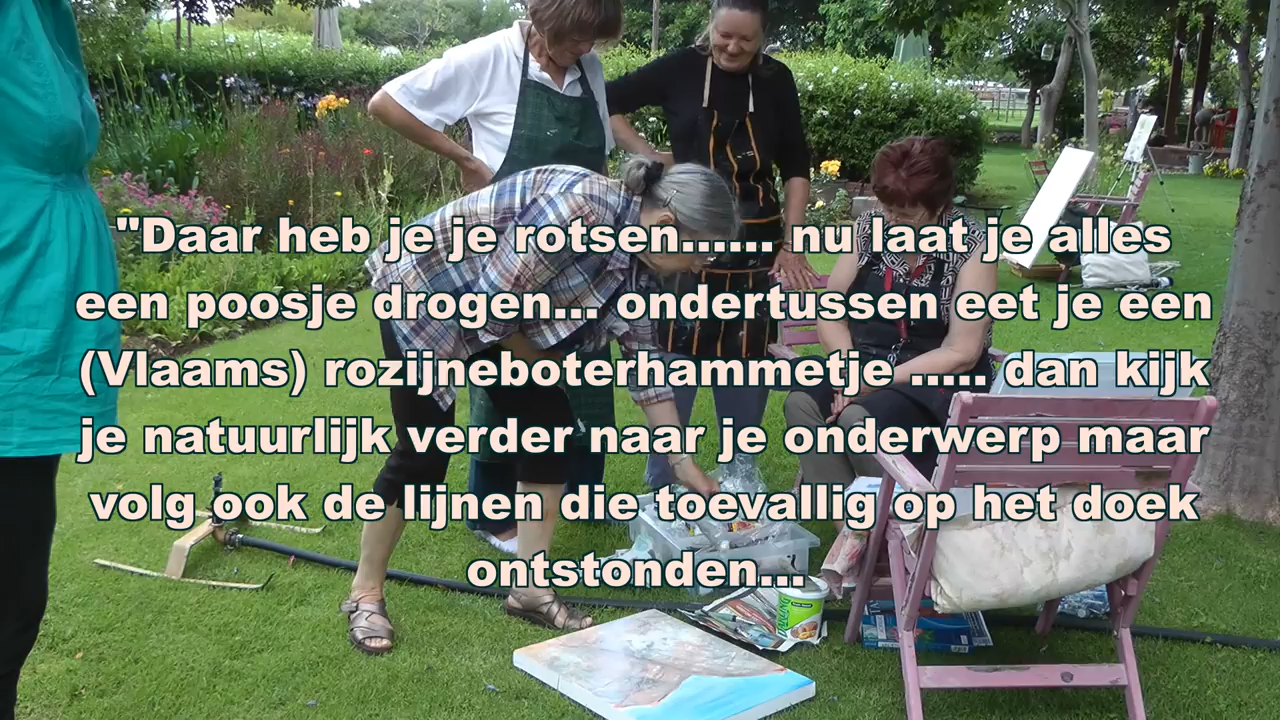 "Daar heb je je rotsen...... nu laat je alles
een poosje drogen... ondertussen eet je een
(Vlaams) rozijneboterhammetje ..... dan kijk
je natuurlijk verder naar je onderwerp maar
volg ook de lijnen die toevallig op het doek
ontstonden...